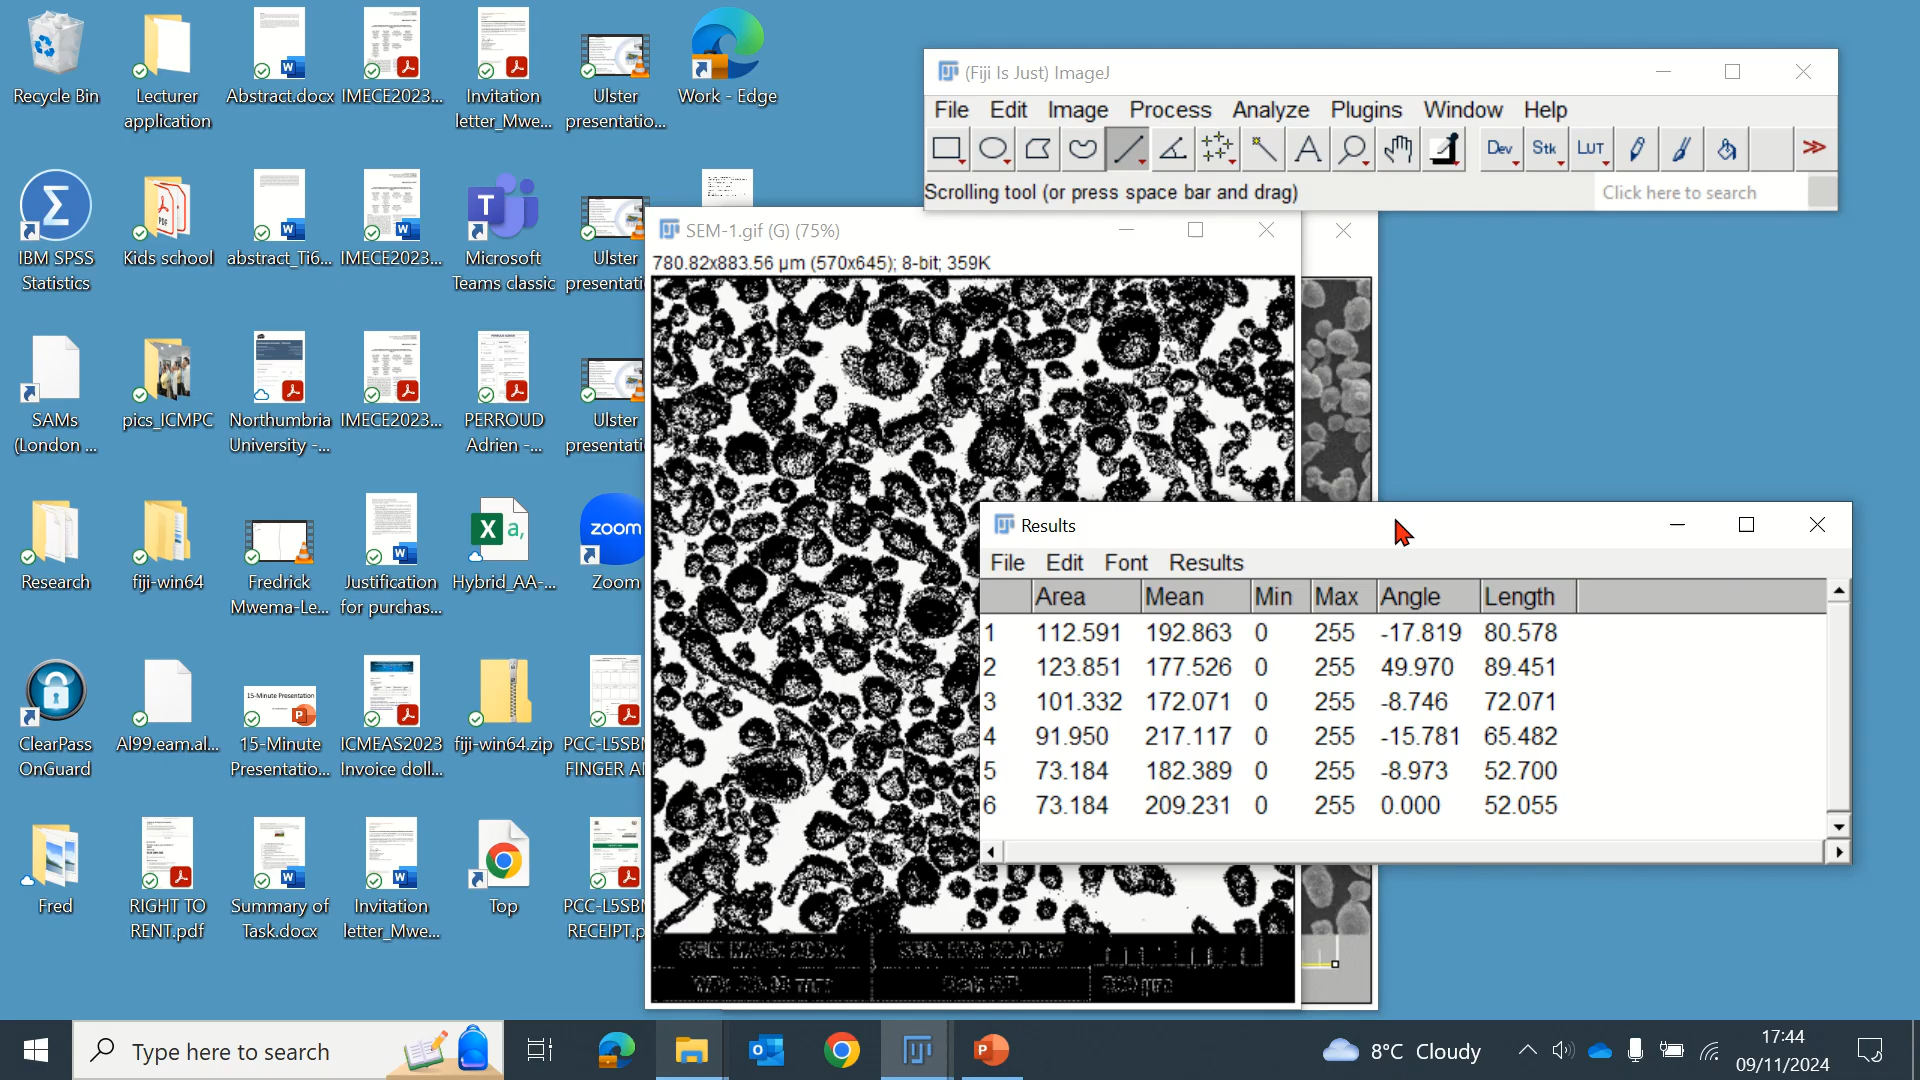 Recycle Bin
Lecturer
application
Abstract.docx
IMECE2023...
Invitation
letter_Mwe...
Ulster
presentatio...
Work - Edge
IBM SPSS
Statistics
Kids school
abstract_Ti6...
IMECE2023...
Microsoft
Teams classic
Ulster
presentati
SAMs
(London ...
pics_ICMPC
Northumbria
University -...
IMECE2023...
PERROUD
Adrien -...
Ulster
presentati
Research
fiji-win64
Fredrick
Mwema-Le...
Justification
for purchas...
Hybrid_AA-...
zoom
Zoom
ClearPass
OnGuard
Al99.eam.al...
15-Minute Presentation
15-Minute
Presentatio...
ICMEAS2023
Invoice doll...
fiji-win64.zip
PCC-L5SBM
FINGER A
Fred
RIGHT TO
RENT.pdf
Summary of
Task.docx
Invitation
letter_Mwe...
Top
PCC-L5SBM
RECEIPT.p
(Fiji Is Just) ImageJ
File Edit Image Process Analyze Plugins Window Help
Dev Stk LUT
Scrolling tool (or press space bar and drag)
Click here to search
SEM-1.gif (G) (75%)
780.82x883.56 µm (570x645); 8-bit; 359K
Results
File Edit Font Results
Area Mean Min Max Angle Length
1 112.591 192.863 0 255 -17.819 80.578
2 123.851 177.526 0 255 49.970 89.451
3 101.332 172.071 0 255 -8.746 72.071
4 91.950 217.117 0 255 -15.781 65.482
5 73.184 182.389 0 255 -8.973 52.700
6 73.184 209.231 0 255 0.000 52.055
Type here to search
8°C Cloudy
17:44
09/11/2024